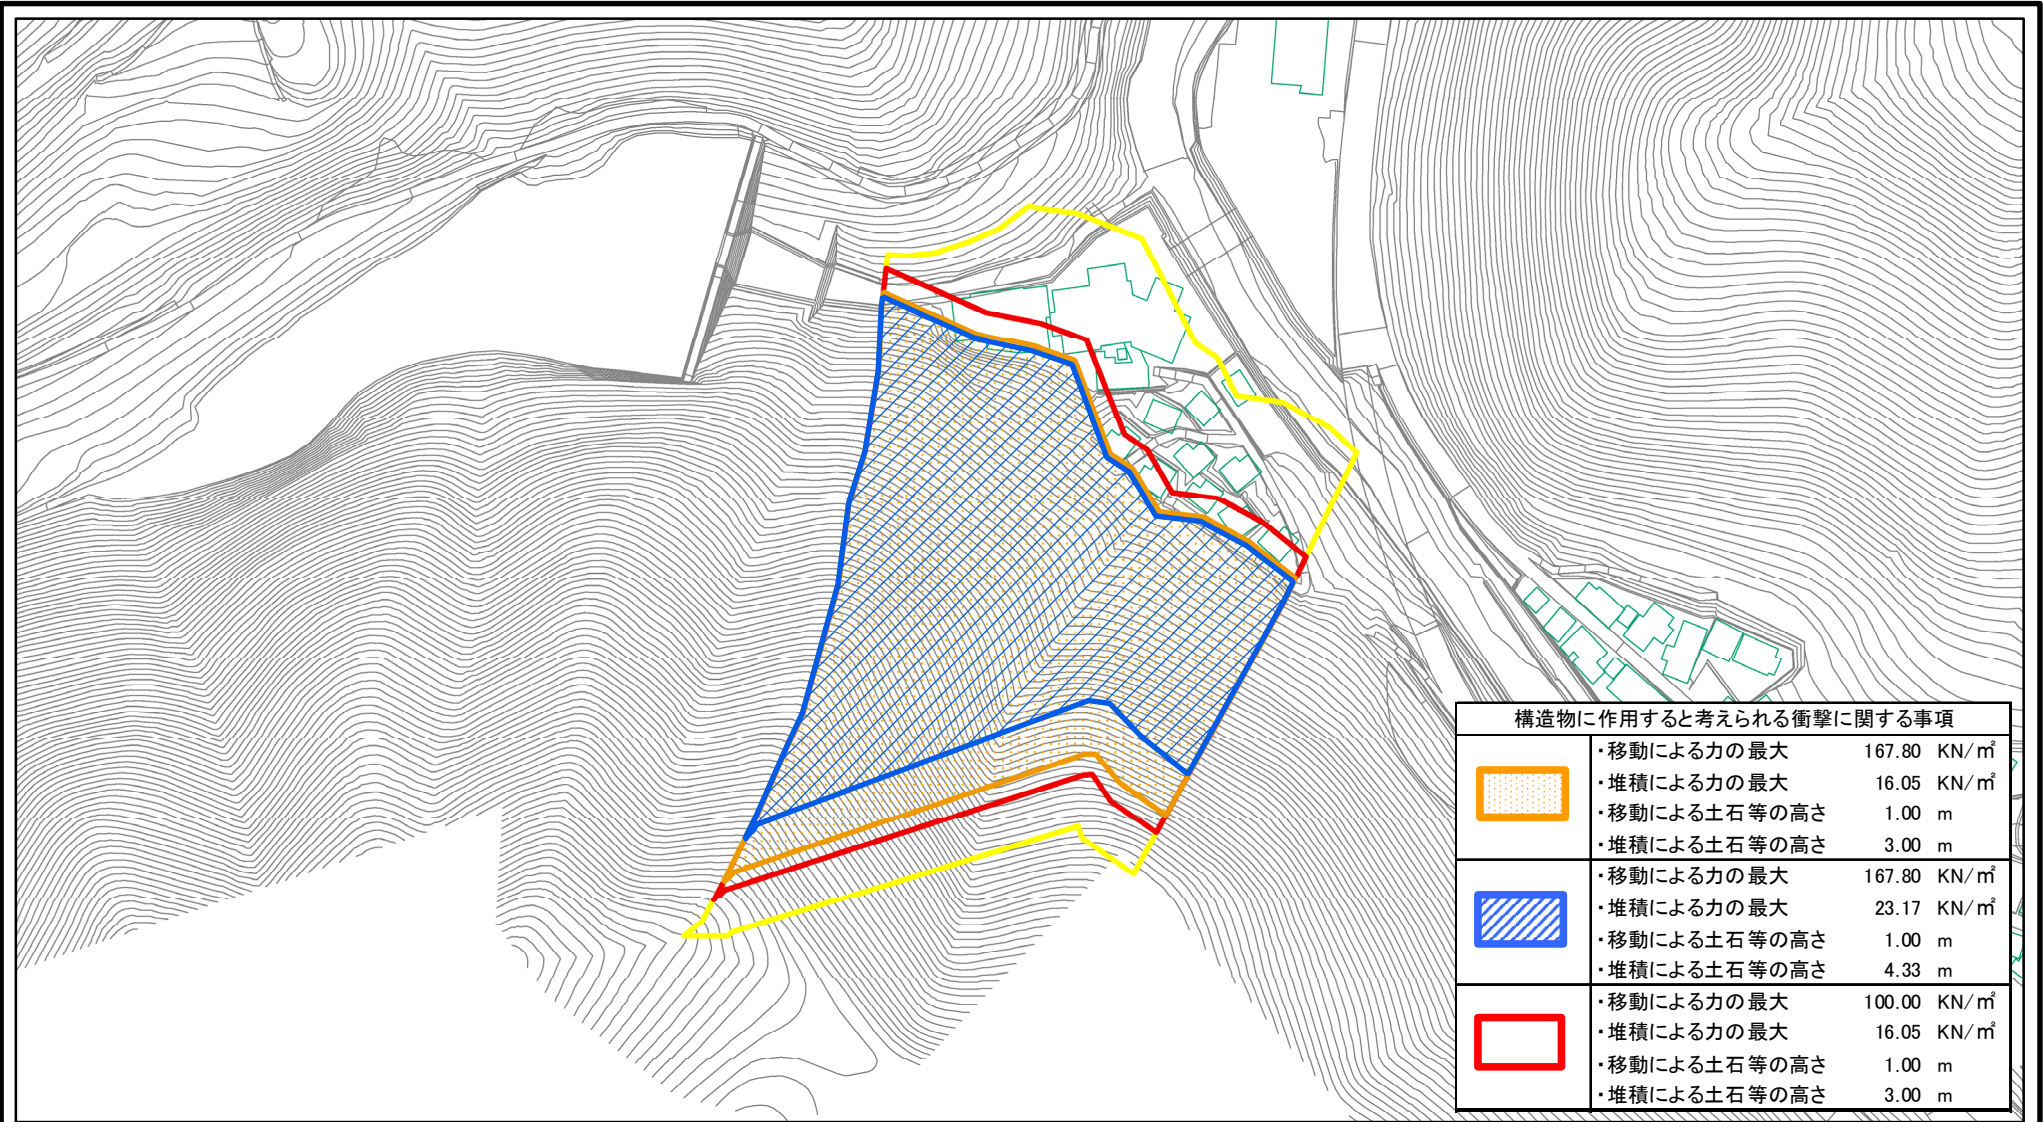 構造物に作用すると考えられる衝撃に関する事項
・移動による力の最大 167.80 KN/㎡
・堆積による力の最大 16.05 KN/㎡
・移動による土石等の高さ 1.00 m
・堆積による土石等の高さ 3.00 m
・移動による力の最大 167.80 KN/㎡
・堆積による力の最大 23.17 KN/㎡
・移動による土石等の高さ 1.00 m
・堆積による土石等の高さ 4.33 m
・移動による力の最大 100.00 KN/㎡
・堆積による力の最大 16.05 KN/㎡
・移動による土石等の高さ 1.00 m
・堆積による土石等の高さ 3.00 m